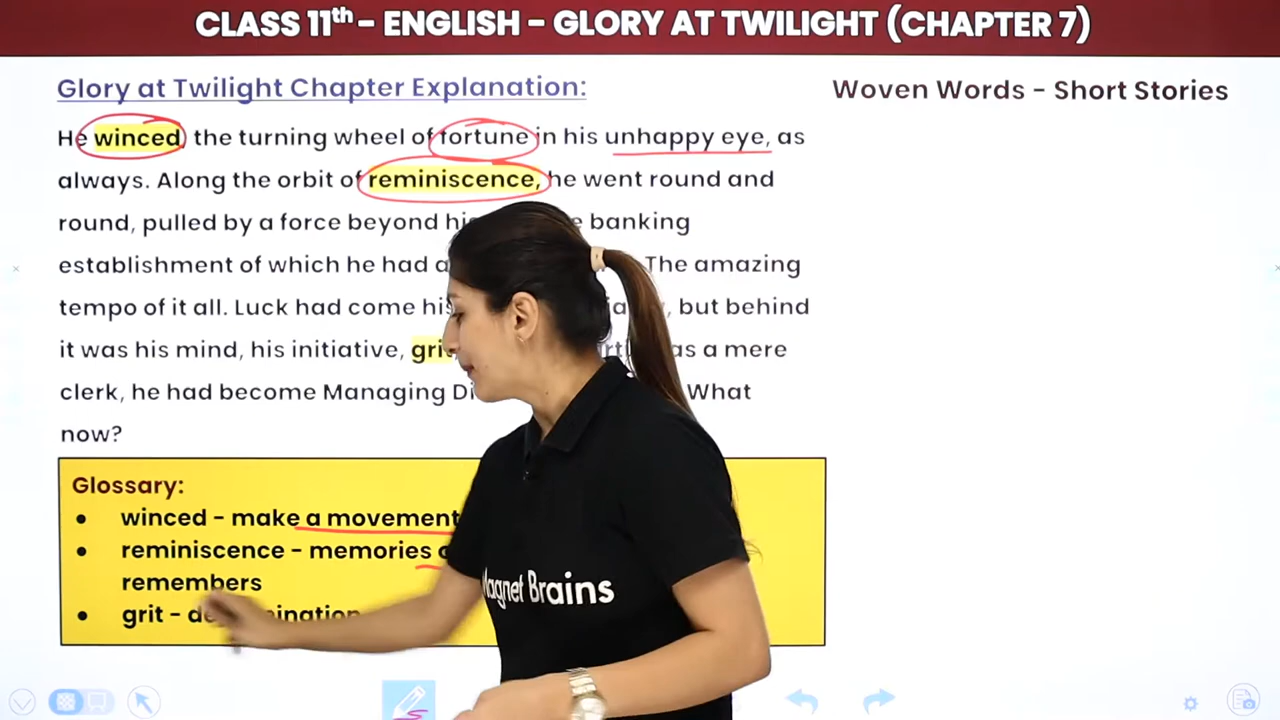 CLASS 11th - ENGLISH - GLORY AT TWILIGHT (CHAPTER 7)
Glory at Twilight Chapter Explanation:
Woven Words - Short Stories
He winced, the turning wheel of fortune in his unhappy eye, as
always. Along the orbit of reminiscence, he went round and
round, pulled by a force beyond banking
establishment of which he had The amazing
tempo of it all. Luck had come but behind
it was his mind, his initiative, grit as a mere
clerk, he had become Managing What
now?
Glossary:
• winced - make a movement
• reminiscence - memories
remembers
• grit -
Magnet Brains